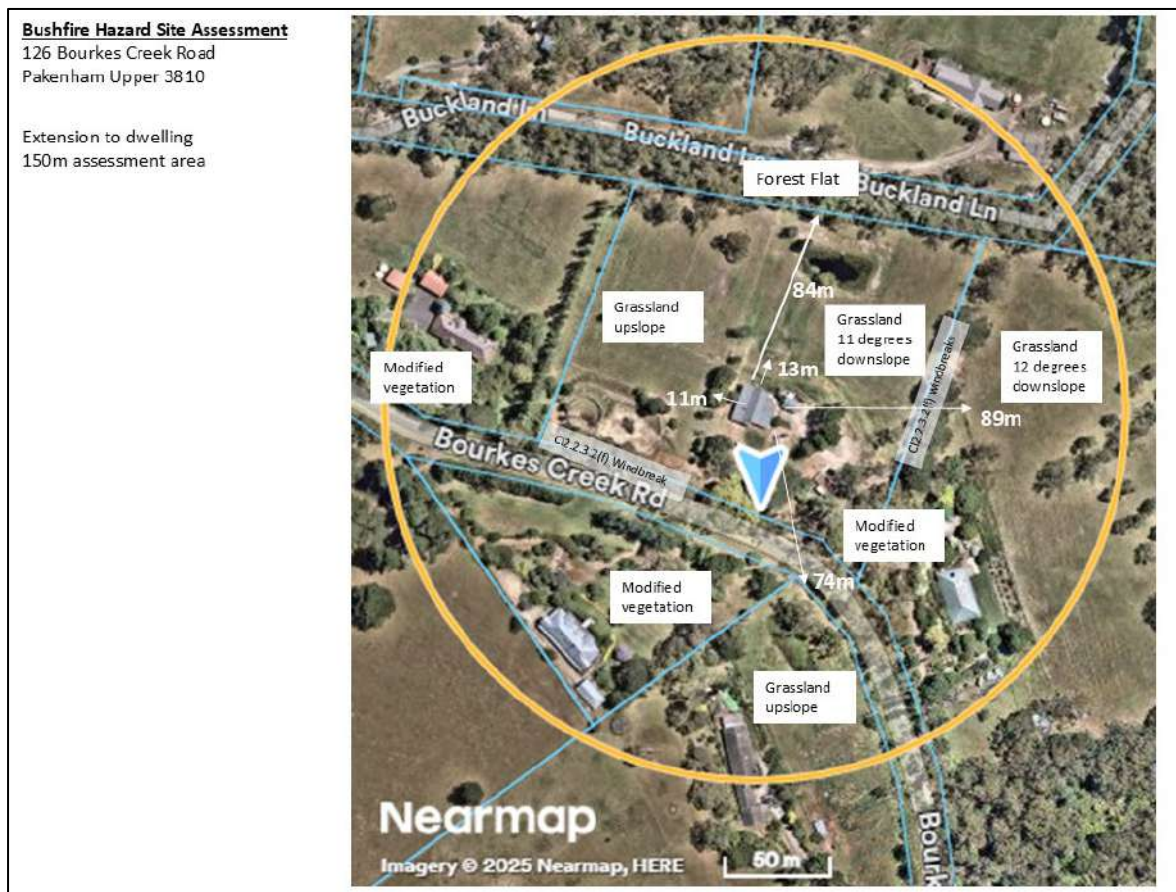 Bushfire Hazard Site Assessment
126 Bourkes Creek Road
Pakenham Upper 3810
Extension to dwelling
150m assessment area
Buckland Ln
Buckland Ln
Buckland Ln
Forest Flat
84m
Grassland
upslope
Grassland
11 degrees
downslope
Grassland
12 degrees
downslope
Modified
vegetation
13m
11m
89m
Cl2.2.3.2(f) Windbreaks
Cl2.2.3.2(f) Windbreak
Bourkes Creek Rd
Modified
vegetation
74m
Modified
vegetation
Grassland
upslope
Bourk
Nearmap
Imagery © 2025 Nearmap, HERE
50 m